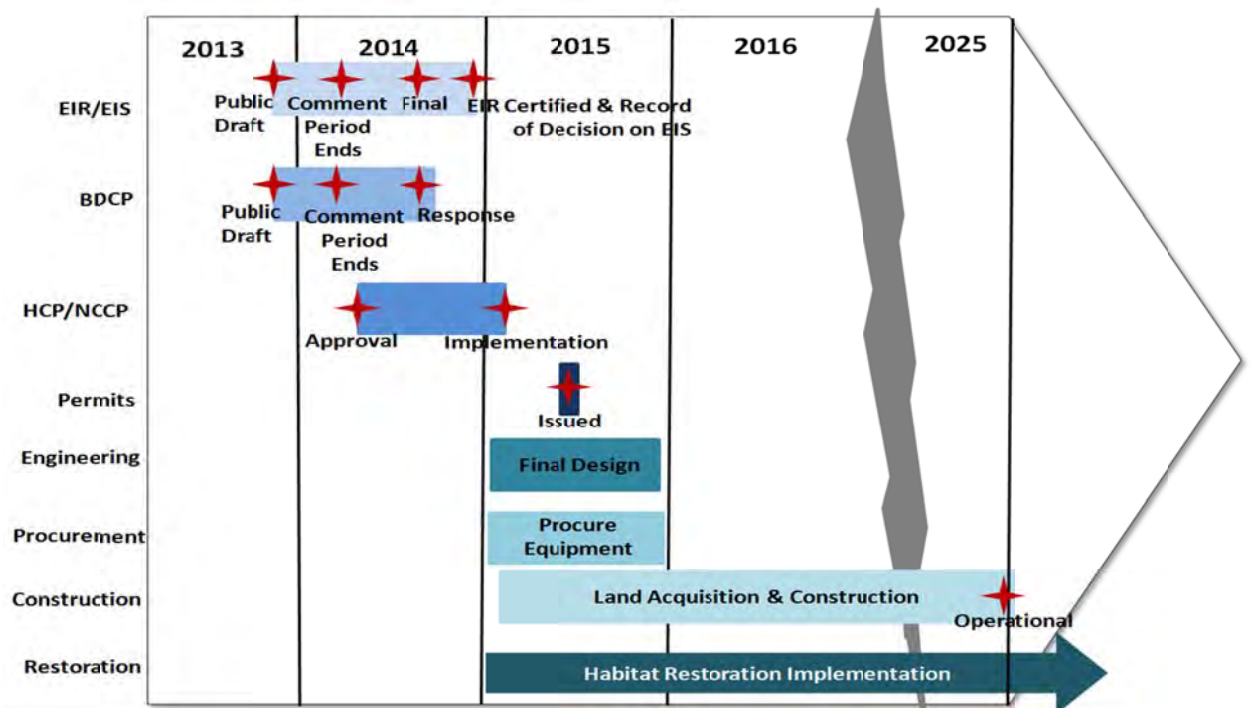 2013
2014
2015
2016
2025
EIR/EIS
Public
Draft
Comment
Period
Ends
Final
EIR Certified & Record
of Decision on EIS
BDCP
Public
Draft
Comment
Period
Ends
Response
HCP/NCCP
Approval
Implementation
Permits
Issued
Engineering
Final Design
Procurement
Procure
Equipment
Construction
Land Acquisition & Construction
Operational
Restoration
Habitat Restoration Implementation